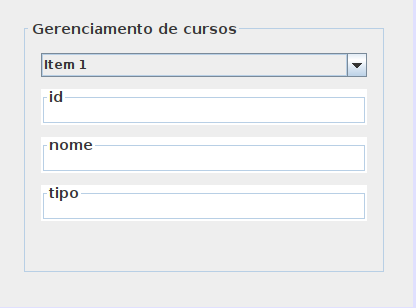 Gerenciamento de cursos
Item 1
id
nome
tipo